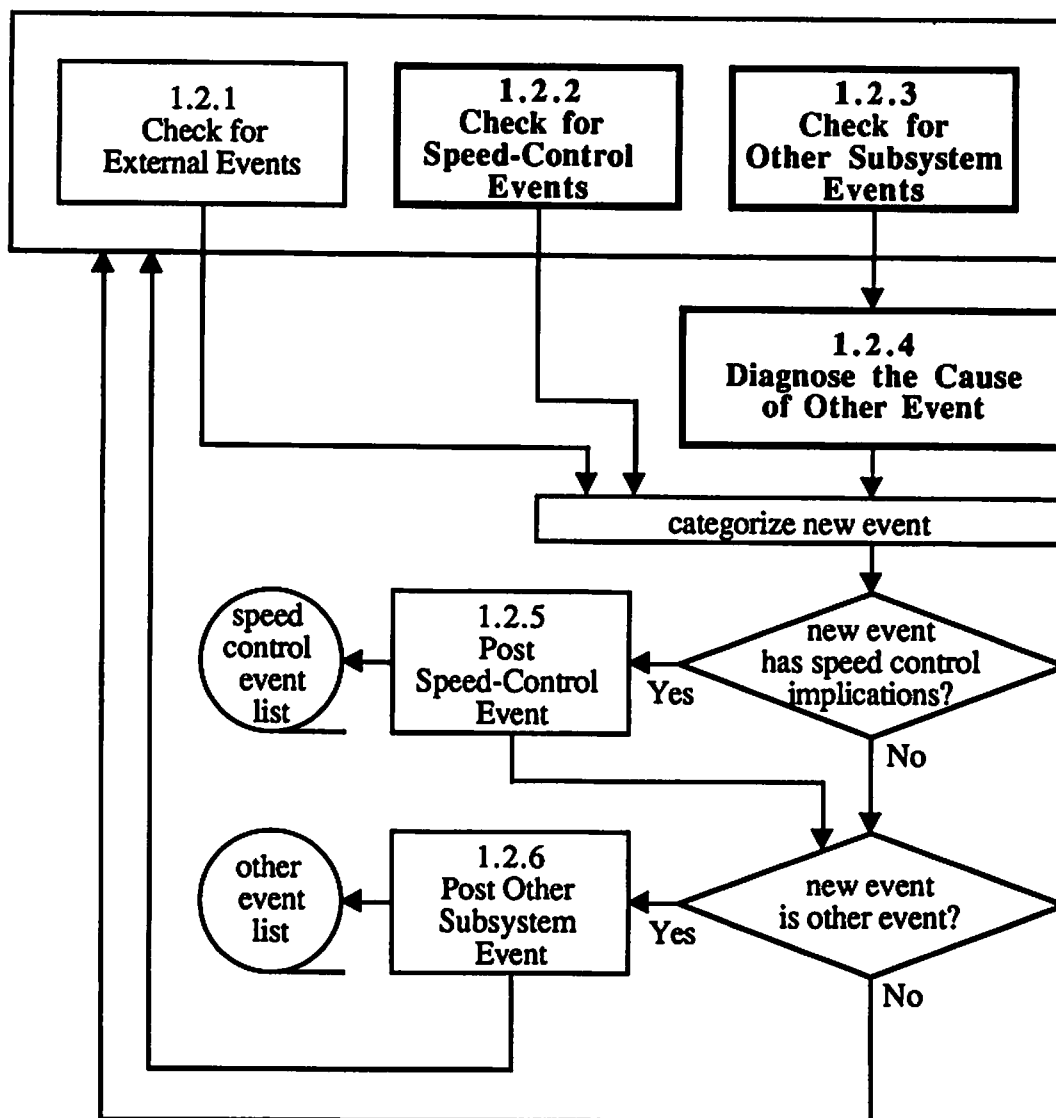 1.2.1
Check for
External Events
1.2.2
Check for
Speed-Control
Events
1.2.3
Check for
Other Subsystem
Events
1.2.4
Diagnose the Cause
of Other Event
categorize new event
speed
control
event
list
1.2.5
Post
Speed-Control
Event
Yes
new event
has speed control
implications?
No
other
event
list
1.2.6
Post Other
Subsystem
Event
Yes
new event
is other event?
No